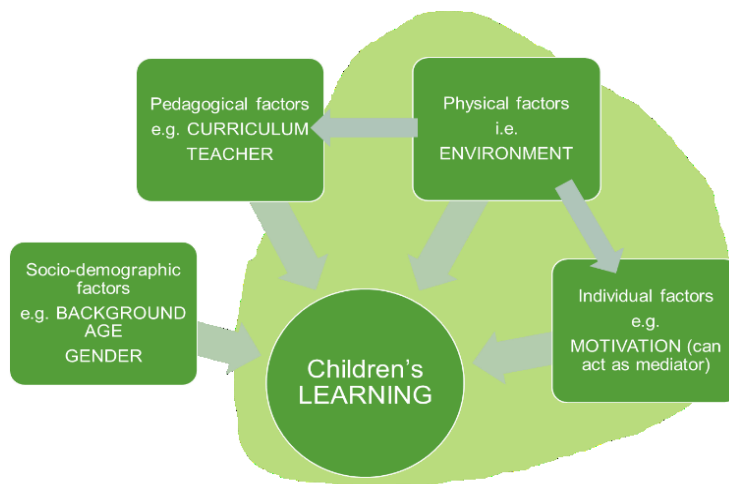 Pedagogical factors
e.g. CURRICULUM
TEACHER
Physical factors
i.e.
ENVIRONMENT
Socio-demographic
factors
e.g. BACKGROUND
AGE
GENDER
Individual factors
e.g.
MOTIVATION (can
act as mediator)
Children’s
LEARNING